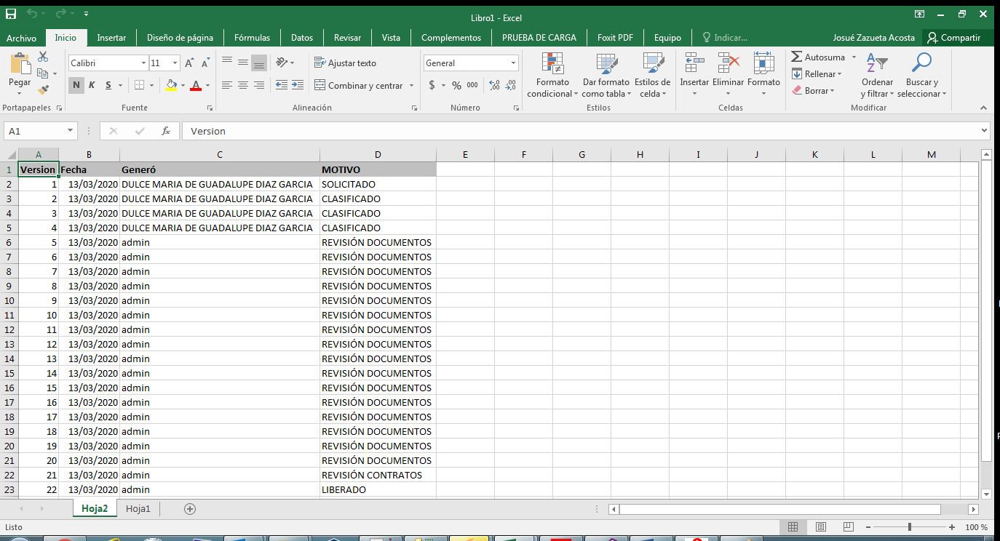 Libro1 - Excel
Archivo Inicio Insertar Diseño de página Fórmulas Datos Revisar Vista Complementos PRUEBA DE CARGA Foxit PDF Equipo Indicar... Josué Zazueta Acosta Compartir
Pegar
Calibri 11
N K S
Ajustar texto
Combinar y centrar
General
$ % 000
Formato condicional
Dar formato como tabla
Estilos de celda
Insertar Eliminar Formato
Autosuma
Rellenar
Borrar
Ordenar y filtrar
Buscar y seleccionar
Portapapeles Fuente Alineación Número Estilos Celdas Modificar
A1 fx Version
A B C D E F G H I J K L M
1 Version Fecha Generó MOTIVO
2 1 13/03/2020 DULCE MARIA DE GUADALUPE DIAZ GARCIA SOLICITADO
3 2 13/03/2020 DULCE MARIA DE GUADALUPE DIAZ GARCIA CLASIFICADO
4 3 13/03/2020 DULCE MARIA DE GUADALUPE DIAZ GARCIA CLASIFICADO
5 4 13/03/2020 DULCE MARIA DE GUADALUPE DIAZ GARCIA CLASIFICADO
6 5 13/03/2020 admin REVISIÓN DOCUMENTOS
7 6 13/03/2020 admin REVISIÓN DOCUMENTOS
8 7 13/03/2020 admin REVISIÓN DOCUMENTOS
9 8 13/03/2020 admin REVISIÓN DOCUMENTOS
10 9 13/03/2020 admin REVISIÓN DOCUMENTOS
11 10 13/03/2020 admin REVISIÓN DOCUMENTOS
12 11 13/03/2020 admin REVISIÓN DOCUMENTOS
13 12 13/03/2020 admin REVISIÓN DOCUMENTOS
14 13 13/03/2020 admin REVISIÓN DOCUMENTOS
15 14 13/03/2020 admin REVISIÓN DOCUMENTOS
16 15 13/03/2020 admin REVISIÓN DOCUMENTOS
17 16 13/03/2020 admin REVISIÓN DOCUMENTOS
18 17 13/03/2020 admin REVISIÓN DOCUMENTOS
19 18 13/03/2020 admin REVISIÓN DOCUMENTOS
20 19 13/03/2020 admin REVISIÓN DOCUMENTOS
21 20 13/03/2020 admin REVISIÓN DOCUMENTOS
22 21 13/03/2020 admin REVISIÓN CONTRATOS
23 22 13/03/2020 admin LIBERADO
Hoja2 Hoja1
Listo 100 %